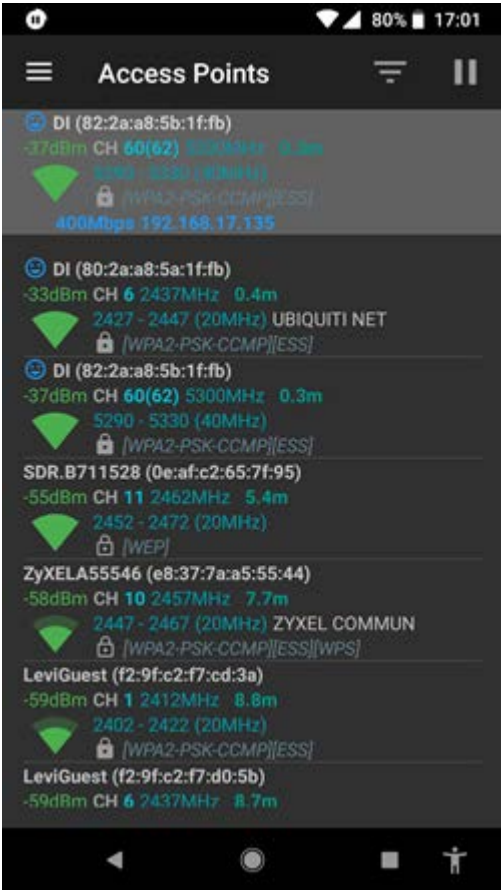 80% 17:01
Access Points
DI (82:2a:a8:5b:1f:fb)
-37dBm CH 60(62) 5300MHz 0.3m
5290 - 5330 (40MHz)
[WPA2-PSK-CCMP][ESS]
400Mbps 192.168.17.135
DI (80:2a:a8:5a:1f:fb)
-33dBm CH 6 2437MHz 0.4m
2427 - 2447 (20MHz) UBIQUITI NET
[WPA2-PSK-CCMP][ESS]
DI (82:2a:a8:5b:1f:fb)
-37dBm CH 60(62) 5300MHz 0.3m
5290 - 5330 (40MHz)
[WPA2-PSK-CCMP][ESS]
SDR.B711528 (0e:af:c2:65:7f:95)
-55dBm CH 11 2462MHz 5.4m
2452 - 2472 (20MHz)
[WEP]
ZyXELA55546 (e8:37:7a:a5:55:44)
-58dBm CH 10 2457MHz 7.7m
2447 - 2467 (20MHz) ZYXEL COMMUN
[WPA2-PSK-CCMP][ESS][WPS]
LeviGuest (f2:9f:c2:f7:cd:3a)
-59dBm CH 1 2412MHz 8.8m
2402 - 2422 (20MHz)
[WPA2-PSK-CCMP][ESS]
LeviGuest (f2:9f:c2:f7:d0:5b)
-59dBm CH 6 2437MHz 8.7m